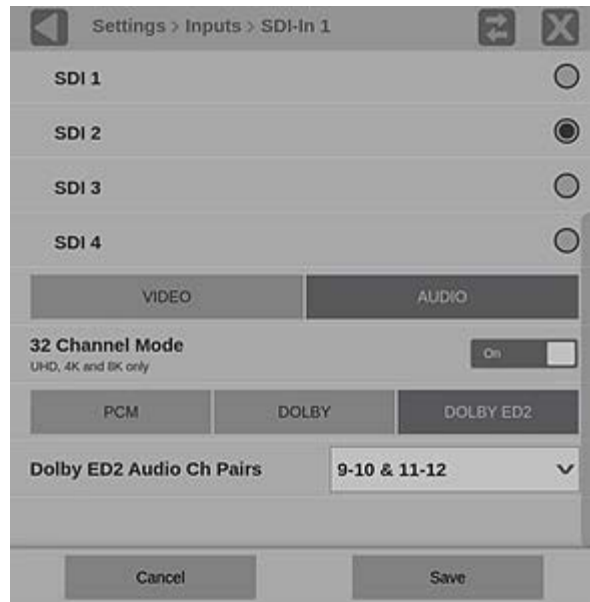 Settings > Inputs > SDI-In 1
SDI 1
SDI 2
SDI 3
SDI 4
VIDEO AUDIO
32 Channel Mode On
UHD, 4K and 8K only
PCM DOLBY DOLBY ED2
Dolby ED2 Audio Ch Pairs 9-10 & 11-12
Cancel Save